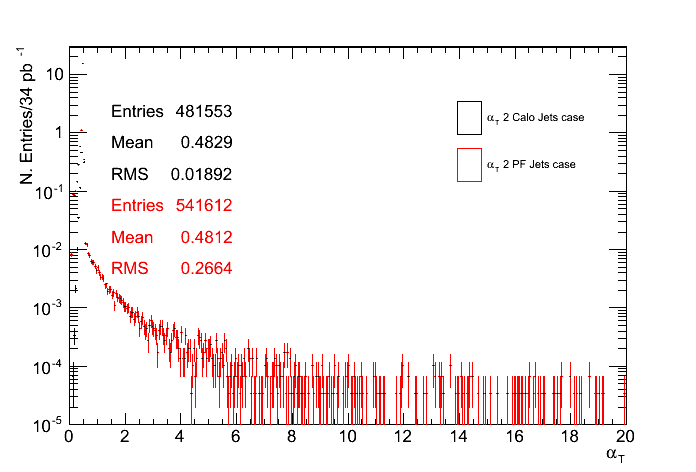 N. Entries/34 pb -1
10
1
10-1
10-2
10-3
10-4
10-5
Entries 481553
Mean 0.4829
RMS 0.01892
Entries 541612
Mean 0.4812
RMS 0.2664
αT 2 Calo Jets case
αT 2 PF Jets case
0 2 4 6 8 10 12 14 16 18 20
αT